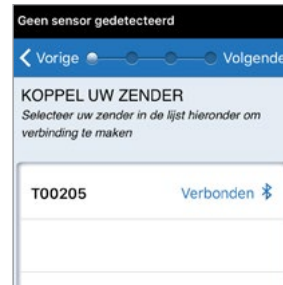 Geen sensor gedetecteerd
Vorige Volgende
KOPPEL UW ZENDER
Selecteer uw zender in de lijst hieronder om
verbinding te maken
T00205 Verbonden